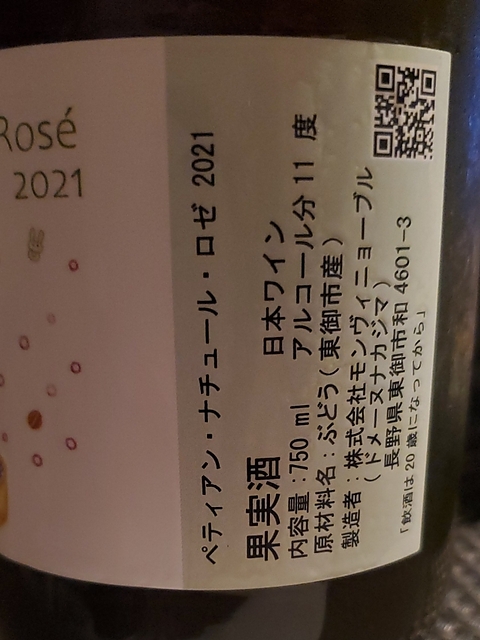 Rosé
2021
ペティアン・ナチュール・ロゼ 2021
果実酒 日本ワイン
内容量:750 ml アルコール分 11 度
原材料名:ぶどう(東御市産)
製造者:株式会社モンヴィニョーブル
(ドメーヌナカジマ)
長野県東御市和 4601-3
「飲酒は 20 歳になってから」